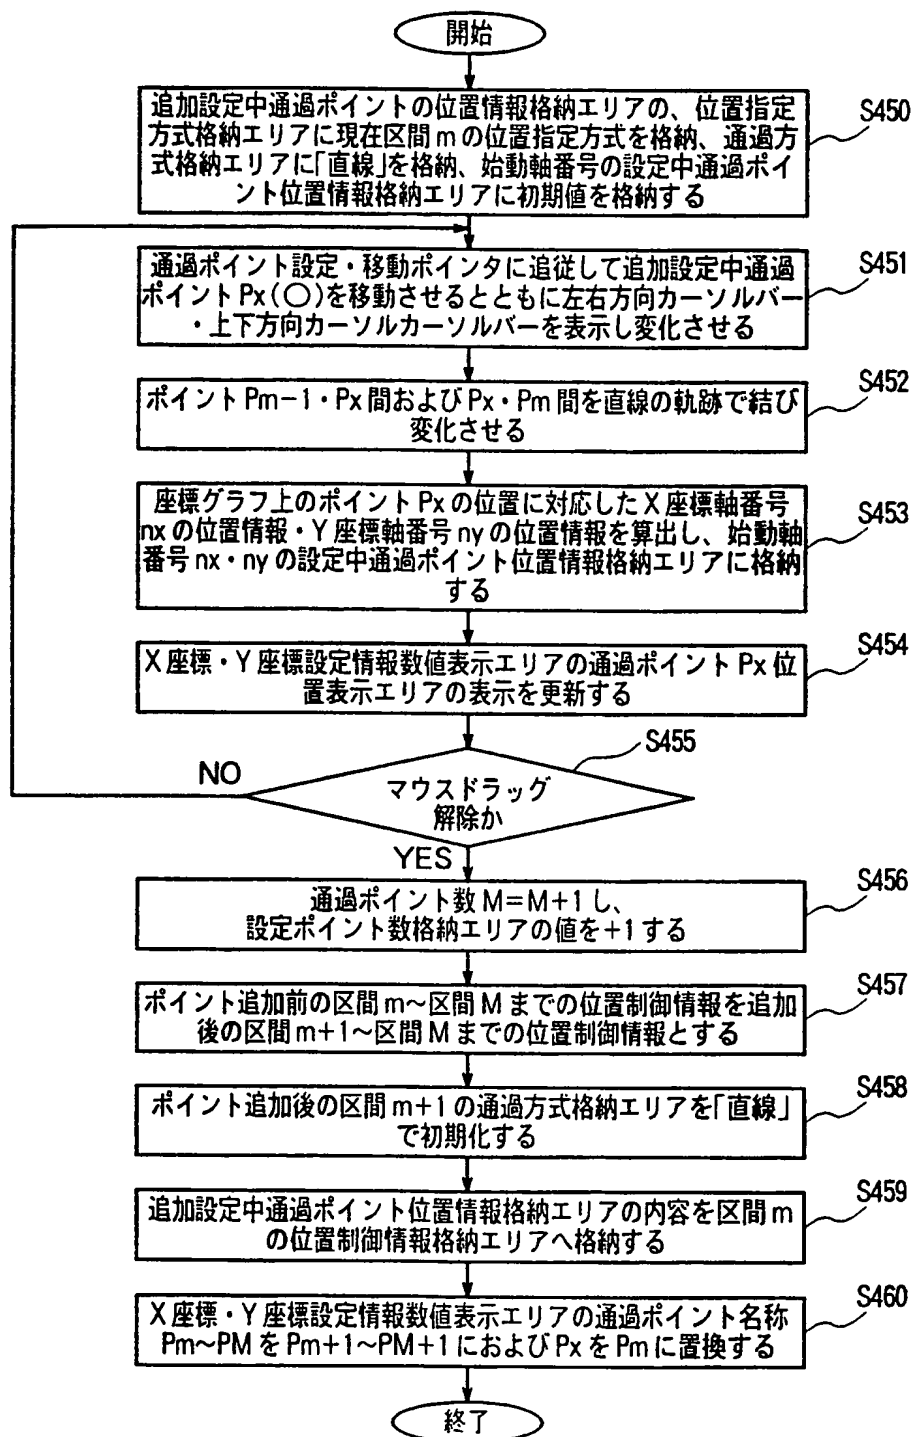 開始
追加設定中通過ポイントの位置情報格納エリアの、位置指定
方式格納エリアに現在区間mの位置指定方式を格納、通過方
式格納エリアに「直線」を格納、始動軸番号の設定中通過ポイ
ント位置情報格納エリアに初期値を格納する
S450
通過ポイント設定・移動ポインタに追従して追加設定中通過
ポイントPx(○)を移動させるとともに左右方向カーソルバー
・上下方向カーソルカーソルバーを表示し変化させる
S451
ポイントPm-1・Px間およびPx・Pm間を直線の軌跡で結び
変化させる
S452
座標グラフ上のポイントPxの位置に対応したX座標軸番号
nxの位置情報・Y座標軸番号nyの位置情報を算出し、始動軸
番号nx・nyの設定中通過ポイント位置情報格納エリアに格納
する
S453
X座標・Y座標設定情報数値表示エリアの通過ポイントPx位
置表示エリアの表示を更新する
S454
マウスドラッグ
解除か
S455
NO
YES
通過ポイント数M=M+1し、
設定ポイント数格納エリアの値を+1する
S456
ポイント追加前の区間m~区間Mまでの位置制御情報を追加
後の区間m+1~区間Mまでの位置制御情報とする
S457
ポイント追加後の区間m+1の通過方式格納エリアを「直線」
で初期化する
S458
追加設定中通過ポイント位置情報格納エリアの内容を区間m
の位置制御情報格納エリアへ格納する
S459
X座標・Y座標設定情報数値表示エリアの通過ポイント名称
Pm~PMをPm+1~PM+1におよびPxをPmに置換する
S460
終了